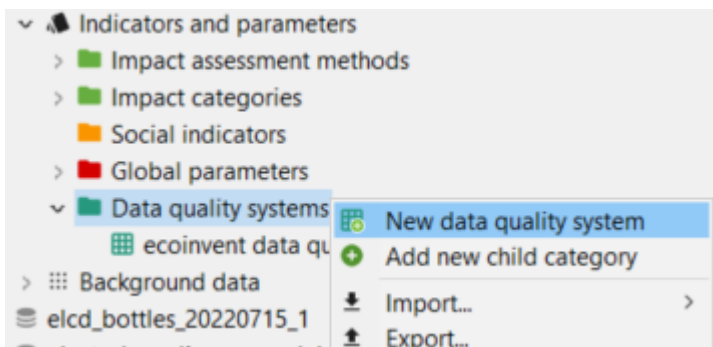 Indicators and parameters
Impact assessment methods
Impact categories
Social indicators
Global parameters
Data quality systems
New data quality system
ecoinvent data qu
Add new child category
Background data
Import...
elcd_bottles_20220715_1
Export...